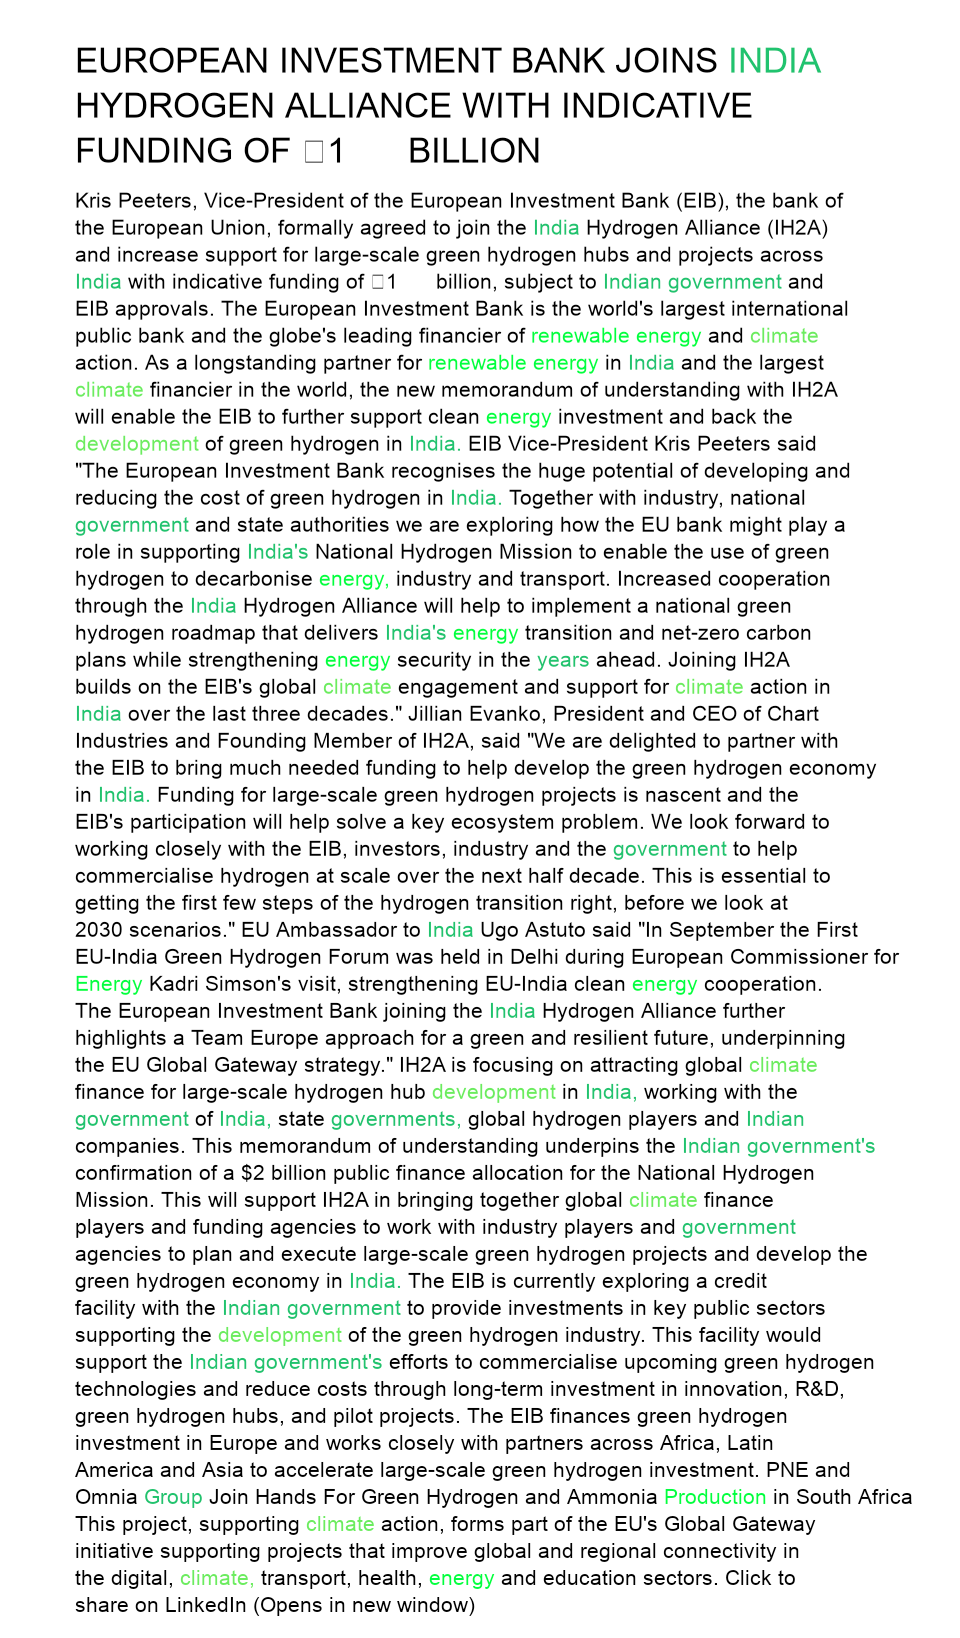 EUROPEAN INVESTMENT BANK JOINS INDIA
HYDROGEN ALLIANCE WITH INDICATIVE
FUNDING OF □1 BILLION
Kris Peeters, Vice-President of the European Investment Bank (EIB), the bank of
the European Union, formally agreed to join the India Hydrogen Alliance (IH2A)
and increase support for large-scale green hydrogen hubs and projects across
India with indicative funding of □1 billion, subject to Indian government and
EIB approvals. The European Investment Bank is the world's largest international
public bank and the globe's leading financier of renewable energy and climate
action. As a longstanding partner for renewable energy in India and the largest
climate financier in the world, the new memorandum of understanding with IH2A
will enable the EIB to further support clean energy investment and back the
development of green hydrogen in India. EIB Vice-President Kris Peeters said
"The European Investment Bank recognises the huge potential of developing and
reducing the cost of green hydrogen in India. Together with industry, national
government and state authorities we are exploring how the EU bank might play a
role in supporting India's National Hydrogen Mission to enable the use of green
hydrogen to decarbonise energy, industry and transport. Increased cooperation
through the India Hydrogen Alliance will help to implement a national green
hydrogen roadmap that delivers India's energy transition and net-zero carbon
plans while strengthening energy security in the years ahead. Joining IH2A
builds on the EIB's global climate engagement and support for climate action in
India over the last three decades." Jillian Evanko, President and CEO of Chart
Industries and Founding Member of IH2A, said "We are delighted to partner with
the EIB to bring much needed funding to help develop the green hydrogen economy
in India. Funding for large-scale green hydrogen projects is nascent and the
EIB's participation will help solve a key ecosystem problem. We look forward to
working closely with the EIB, investors, industry and the government to help
commercialise hydrogen at scale over the next half decade. This is essential to
getting the first few steps of the hydrogen transition right, before we look at
2030 scenarios." EU Ambassador to India Ugo Astuto said "In September the First
EU-India Green Hydrogen Forum was held in Delhi during European Commissioner for
Energy Kadri Simson's visit, strengthening EU-India clean energy cooperation.
The European Investment Bank joining the India Hydrogen Alliance further
highlights a Team Europe approach for a green and resilient future, underpinning
the EU Global Gateway strategy." IH2A is focusing on attracting global climate
finance for large-scale hydrogen hub development in India, working with the
government of India, state governments, global hydrogen players and Indian
companies. This memorandum of understanding underpins the Indian government's
confirmation of a $2 billion public finance allocation for the National Hydrogen
Mission. This will support IH2A in bringing together global climate finance
players and funding agencies to work with industry players and government
agencies to plan and execute large-scale green hydrogen projects and develop the
green hydrogen economy in India. The EIB is currently exploring a credit
facility with the Indian government to provide investments in key public sectors
supporting the development of the green hydrogen industry. This facility would
support the Indian government's efforts to commercialise upcoming green hydrogen
technologies and reduce costs through long-term investment in innovation, R&D,
green hydrogen hubs, and pilot projects. The EIB finances green hydrogen
investment in Europe and works closely with partners across Africa, Latin
America and Asia to accelerate large-scale green hydrogen investment. PNE and
Omnia Group Join Hands For Green Hydrogen and Ammonia Production in South Africa
This project, supporting climate action, forms part of the EU's Global Gateway
initiative supporting projects that improve global and regional connectivity in
the digital, climate, transport, health, energy and education sectors. Click to
share on LinkedIn (Opens in new window)